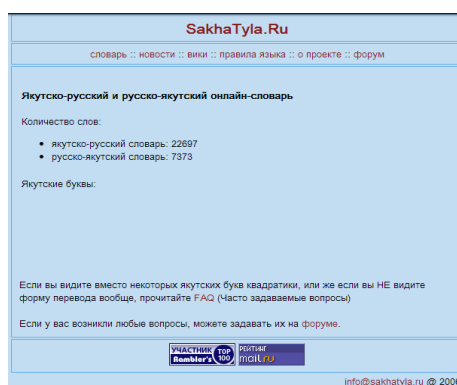 SakhaTyla.Ru
словарь :: новости :: вики :: правила языка :: о проекте :: форум
Якутско-русский и русско-якутский онлайн-словарь
Количество слов:
• якутско-русский словарь: 22697
• русско-якутский словарь: 7373
Якутские буквы:
Если вы видите вместо некоторых якутских букв квадратики, или же если вы НЕ видите
форму перевода вообще, прочитайте FAQ (Часто задаваемые вопросы)
Если у вас возникли любые вопросы, можете задавать их на форуме.
УЧАСТНИК Rambler's TOP 100 РЕЙТИНГ mail.ru
info@sakhatyla.ru @ 200